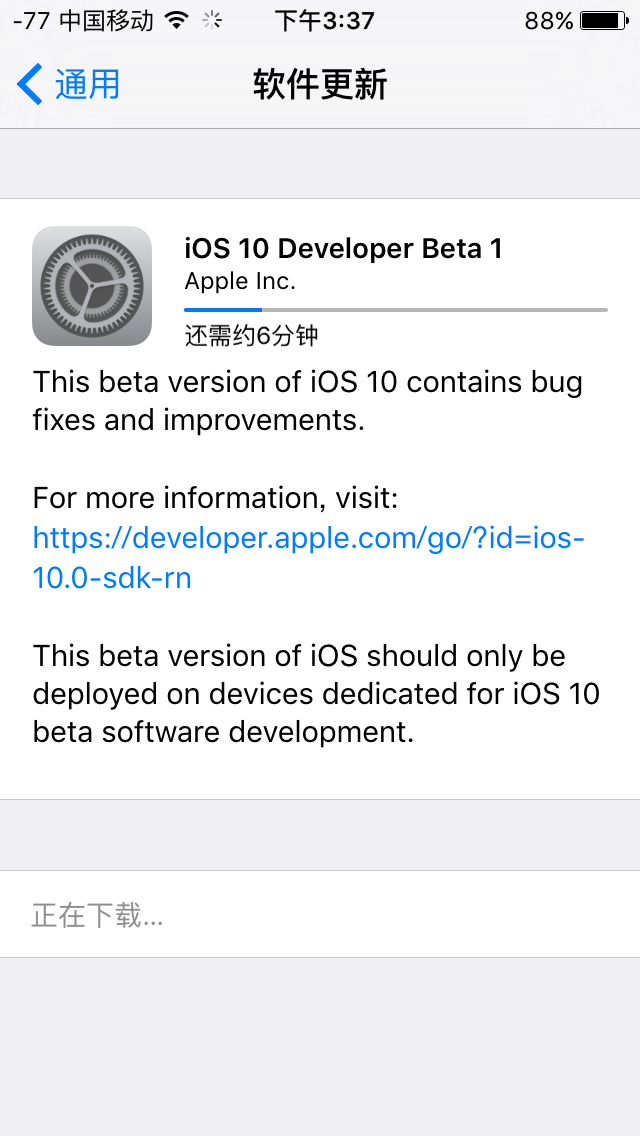 -77 中国移动 下午3:37 88%
通用 软件更新
iOS 10 Developer Beta 1
Apple Inc.
还需约6分钟
This beta version of iOS 10 contains bug
fixes and improvements.
For more information, visit:
https://developer.apple.com/go/?id=ios-
10.0-sdk-rn
This beta version of iOS should only be
deployed on devices dedicated for iOS 10
beta software development.
正在下载...